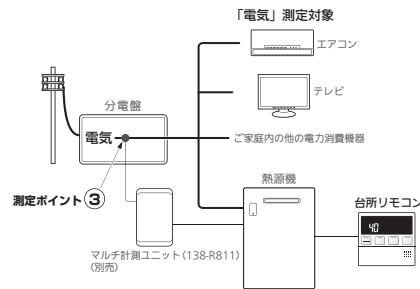 「電気」測定対象
エアコン
テレビ
分電盤
電気
ご家庭内の他の電力消費機器
測定ポイント③
熱源機
台所リモコン
40
マルチ計測ユニット（138-R811）
（別売）